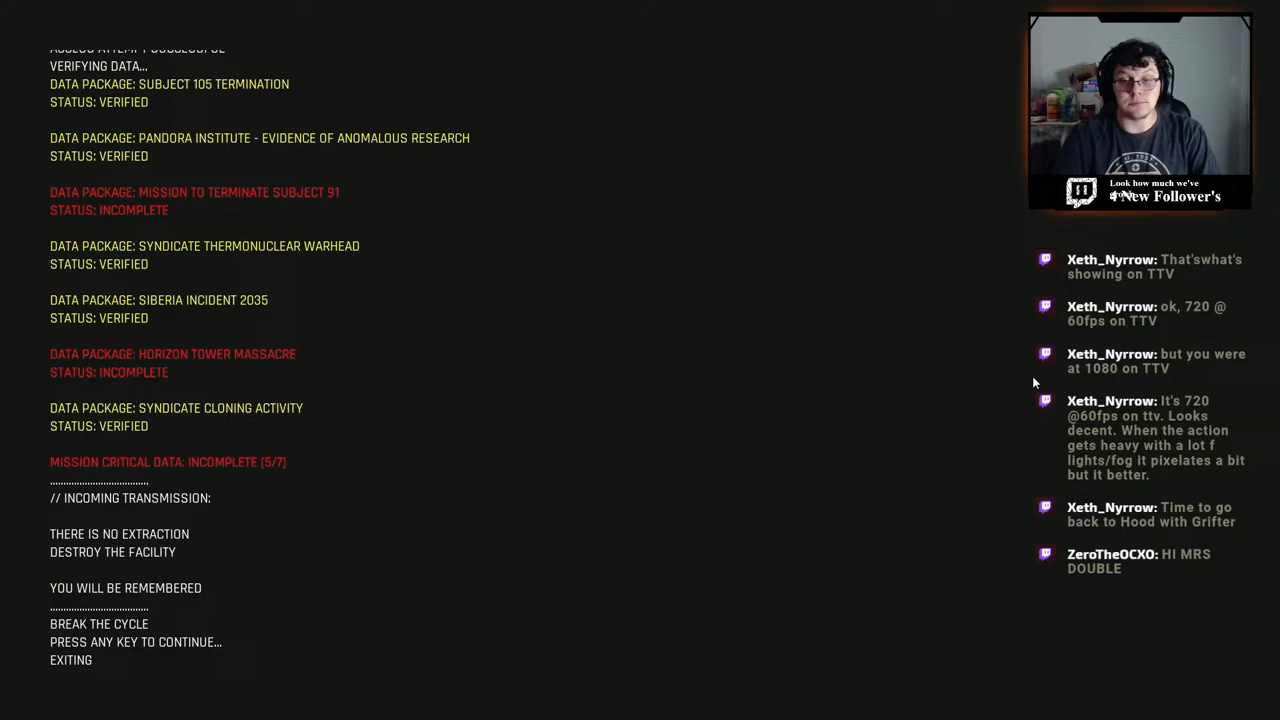 ACCESS ATTEMPT SUCCESSFUL
VERIFYING DATA...
DATA PACKAGE: SUBJECT 105 TERMINATION
STATUS: VERIFIED
DATA PACKAGE: PANDORA INSTITUTE - EVIDENCE OF ANOMALOUS RESEARCH
STATUS: VERIFIED
DATA PACKAGE: MISSION TO TERMINATE SUBJECT 91
STATUS: INCOMPLETE
DATA PACKAGE: SYNDICATE THERMONUCLEAR WARHEAD
STATUS: VERIFIED
DATA PACKAGE: SIBERIA INCIDENT 2035
STATUS: VERIFIED
DATA PACKAGE: HORIZON TOWER MASSACRE
STATUS: INCOMPLETE
DATA PACKAGE: SYNDICATE CLONING ACTIVITY
STATUS: VERIFIED
MISSION CRITICAL DATA: INCOMPLETE [5/7]
...................................
// INCOMING TRANSMISSION:
THERE IS NO EXTRACTION
DESTROY THE FACILITY
YOU WILL BE REMEMBERED
...................................
BREAK THE CYCLE
PRESS ANY KEY TO CONTINUE...
EXITING
Look how much we've
4 New Follower's
Xeth_Nyrrow: That'swhat's
showing on TTV
Xeth_Nyrrow: ok, 720 @
60fps on TTV
Xeth_Nyrrow: but you were
at 1080 on TTV
Xeth_Nyrrow: It's 720
@60fps on ttv. Looks
decent. When the action
gets heavy with a lot f
lights/fog it pixelates a bit
but it better.
Xeth_Nyrrow: Time to go
back to Hood with Grifter
ZeroTheOCXO: HI MRS
DOUBLE